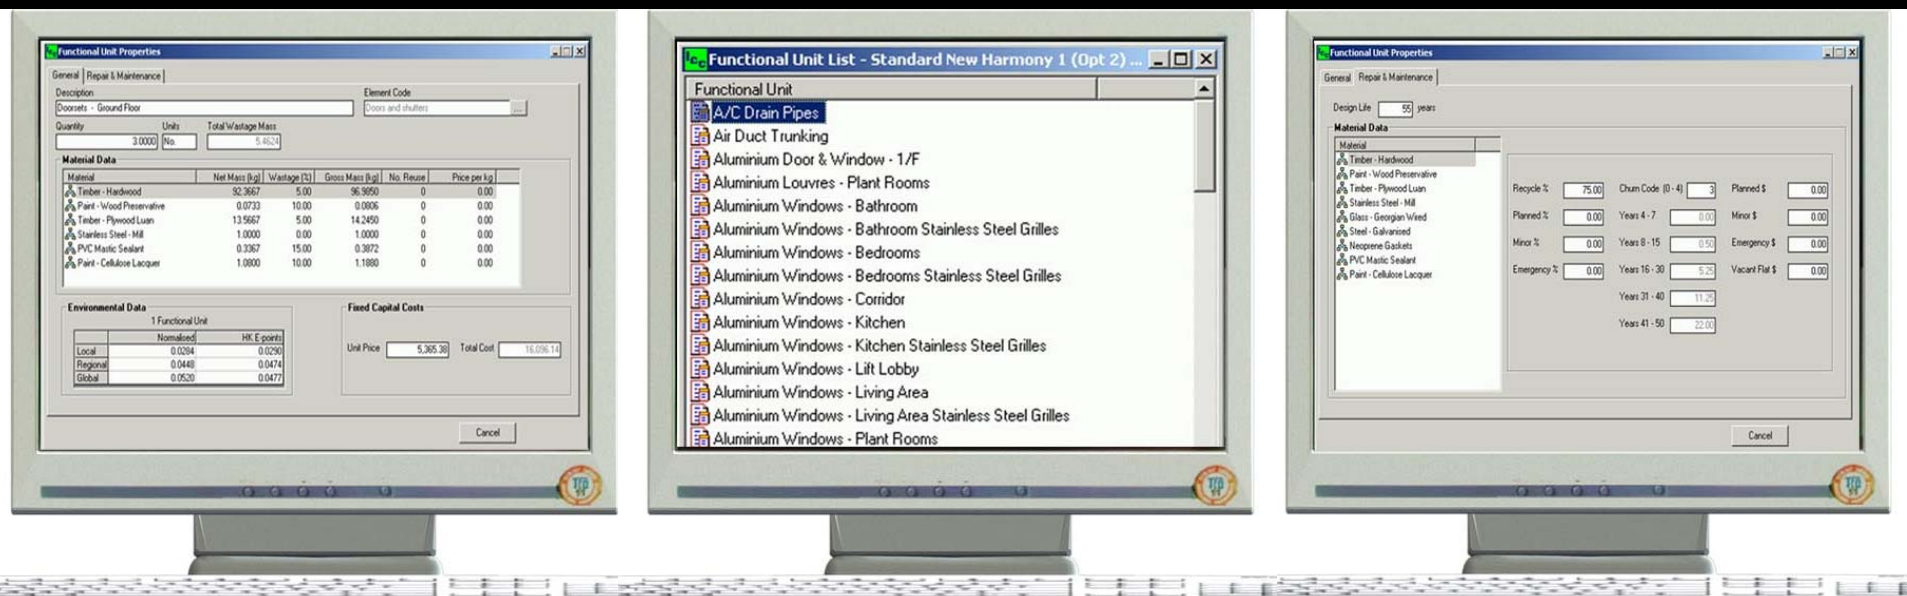 Functional Unit Properties
General Repair & Maintenance
Description Element Code
Doorsets - Ground Floor Doors and shutters ...
Quantity Units Total Wastage Mass
3.0000 No. 5.4624
Material Data
Material Net Mass (kg) Wastage (%) Gross Mass (kg) No. Reuse Price per kg
Timber - Hardwood 92.3667 5.00 96.9850 0 0.00
Paint - Wood Preservative 0.0733 10.00 0.0806 0 0.00
Timber - Plywood Luan 13.5667 5.00 14.2450 0 0.00
Stainless Steel - Mill 1.0000 0.00 1.0000 0 0.00
PVC Mastic Sealant 0.3367 15.00 0.3872 0 0.00
Paint - Cellulose Lacquer 1.0800 10.00 1.1880 0 0.00
Environmental Data Fixed Capital Costs
1 Functional Unit
Normalised HK E-points
Local 0.0284 0.0290
Regional 0.0448 0.0474
Global 0.0520 0.0477
Unit Price 5,365.38 Total Cost 16,096.14
Cancel
Functional Unit List - Standard New Harmony 1 (Opt 2) ...
Functional Unit
A/C Drain Pipes
Air Duct Trunking
Aluminium Door & Window - 1/F
Aluminium Louvres - Plant Rooms
Aluminium Windows - Bathroom
Aluminium Windows - Bathroom Stainless Steel Grilles
Aluminium Windows - Bedrooms
Aluminium Windows - Bedrooms Stainless Steel Grilles
Aluminium Windows - Corridor
Aluminium Windows - Kitchen
Aluminium Windows - Kitchen Stainless Steel Grilles
Aluminium Windows - Lift Lobby
Aluminium Windows - Living Area
Aluminium Windows - Living Area Stainless Steel Grilles
Aluminium Windows - Plant Rooms
Functional Unit Properties
General Repair & Maintenance
Design Life 55 years
Material Data
Material
Timber - Hardwood
Paint - Wood Preservative
Timber - Plywood Luan
Stainless Steel - Mill
Glass - Georgian Wired
Steel - Galvanised
Neoprene Gaskets
PVC Mastic Sealant
Paint - Cellulose Lacquer
Recycle % 75.00 Churn Code (0 - 4) 3 Planned $ 0.00
Planned % 0.00 Years 4 - 7 0.00 Minor $ 0.00
Minor % 0.00 Years 8 - 15 0.50 Emergency $ 0.00
Emergency % 0.00 Years 16 - 30 5.25 Vacant Flat $ 0.00
Years 31 - 40 11.25
Years 41 - 50 22.00
Cancel